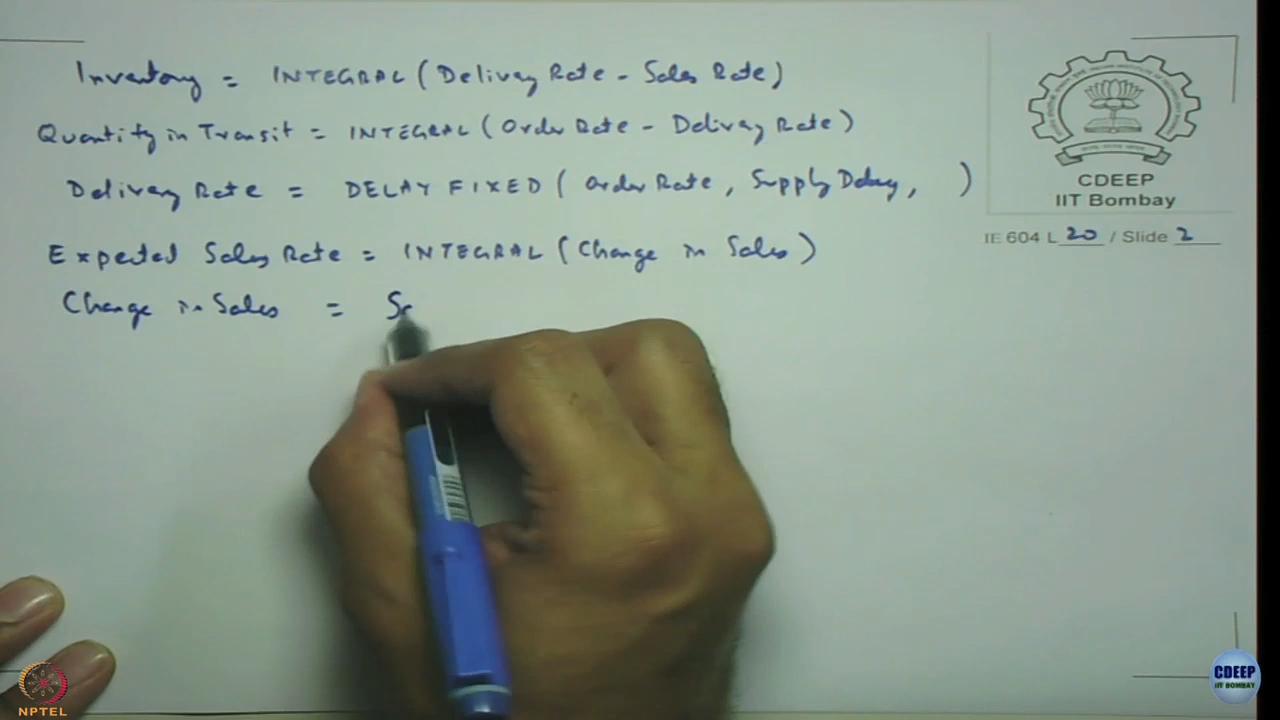 Inventory = INTEGRAL (Delivery Rate - Sales Rate)
Quantity in Transit = INTEGRAL (Order Rate - Delivery Rate)
Delivery Rate = DELAY FIXED ( Order Rate, Supply Delay, )
Expected Sales Rate = INTEGRAL (Change in Sales)
Change in Sales = Sa
CDEEP
IIT Bombay
IE 604 L 20 / Slide 2
NPTEL
CDEEP
IIT BOMBAY